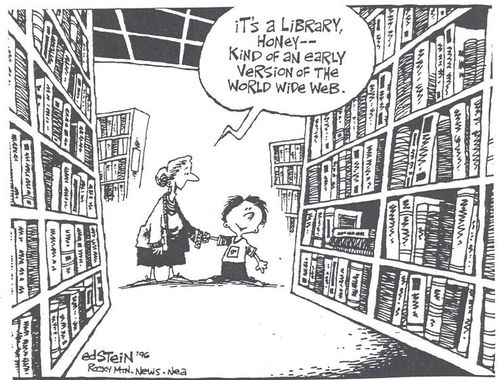 iT'S A LiBRARY,
HONEY--
KiND OF AN EARLY
VERSiON OF THE
WORLD WiDE WEB.
edSTEiN '96
ROCKY MTN. NEWS·NEA